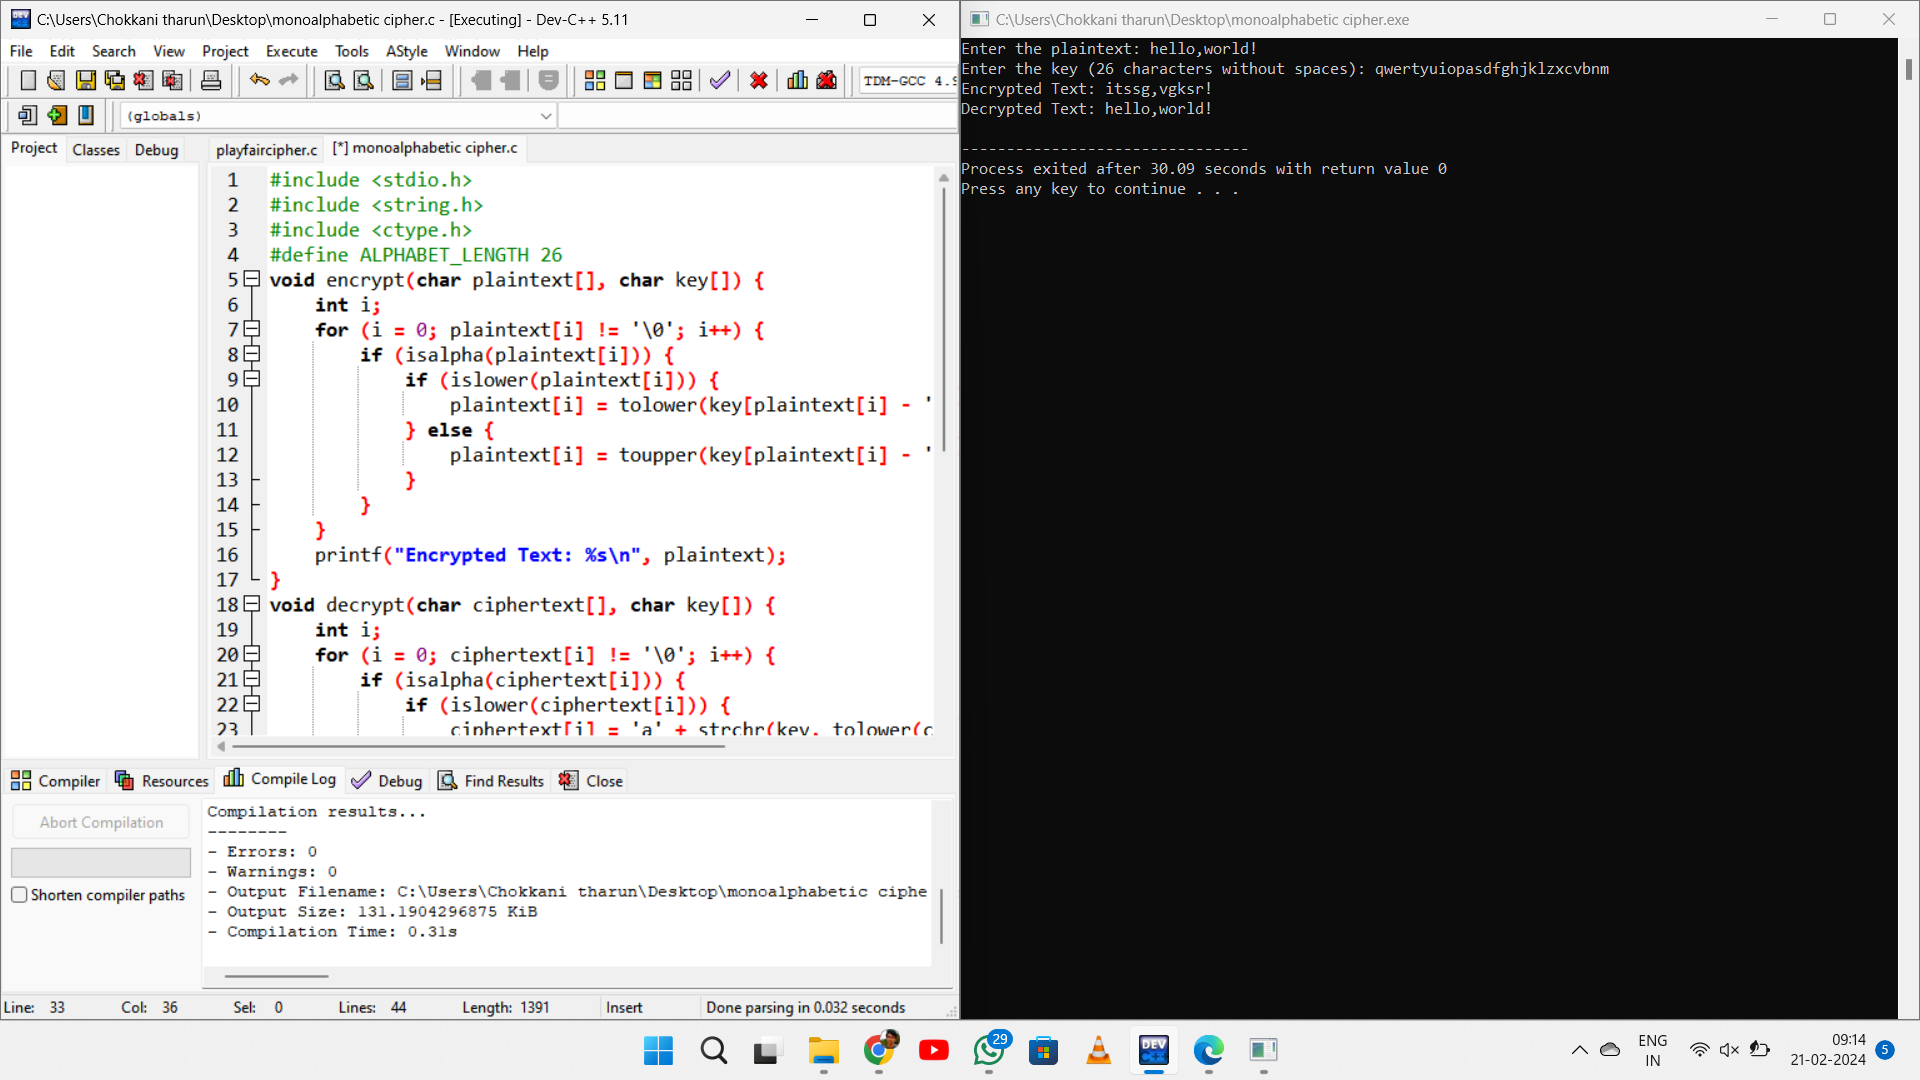 C:\Users\Chokkani tharun\Desktop\monoalphabetic cipher.c - [Executing] - Dev-C++ 5.11
File Edit Search View Project Execute Tools AStyle Window Help
TDM-GCC 4.9
(globals)
Project Classes Debug
playfaircipher.c [*] monoalphabetic cipher.c
1 #include <stdio.h>
2 #include <string.h>
3 #include <ctype.h>
4 #define ALPHABET_LENGTH 26
5 void encrypt(char plaintext[], char key[]) {
6 int i;
7 for (i = 0; plaintext[i] != '\0'; i++) {
8 if (isalpha(plaintext[i])) {
9 if (islower(plaintext[i])) {
10 plaintext[i] = tolower(key[plaintext[i] - '
11 } else {
12 plaintext[i] = toupper(key[plaintext[i] - '
13 }
14 }
15 }
16 printf("Encrypted Text: %s\n", plaintext);
17 }
18 void decrypt(char ciphertext[], char key[]) {
19 int i;
20 for (i = 0; ciphertext[i] != '\0'; i++) {
21 if (isalpha(ciphertext[i])) {
22 if (islower(ciphertext[i])) {
23 ciphertext[i] = 'a' + strchr(key, tolower(c
Compiler Resources Compile Log Debug Find Results Close
Abort Compilation
Shorten compiler paths
Compilation results...
--------
- Errors: 0
- Warnings: 0
- Output Filename: C:\Users\Chokkani tharun\Desktop\monoalphabetic ciphe
- Output Size: 131.1904296875 KiB
- Compilation Time: 0.31s
Line: 33 Col: 36 Sel: 0 Lines: 44 Length: 1391 Insert Done parsing in 0.032 seconds
C:\Users\Chokkani tharun\Desktop\monoalphabetic cipher.exe
Enter the plaintext: hello,world!
Enter the key (26 characters without spaces): qwertyuiopasdfghjklzxcvbnm
Encrypted Text: itssg,vgksr!
Decrypted Text: hello,world!
--------------------------------
Process exited after 30.09 seconds with return value 0
Press any key to continue . . .
29
DEV
C++
ENG
IN
09:14
21-02-2024
5